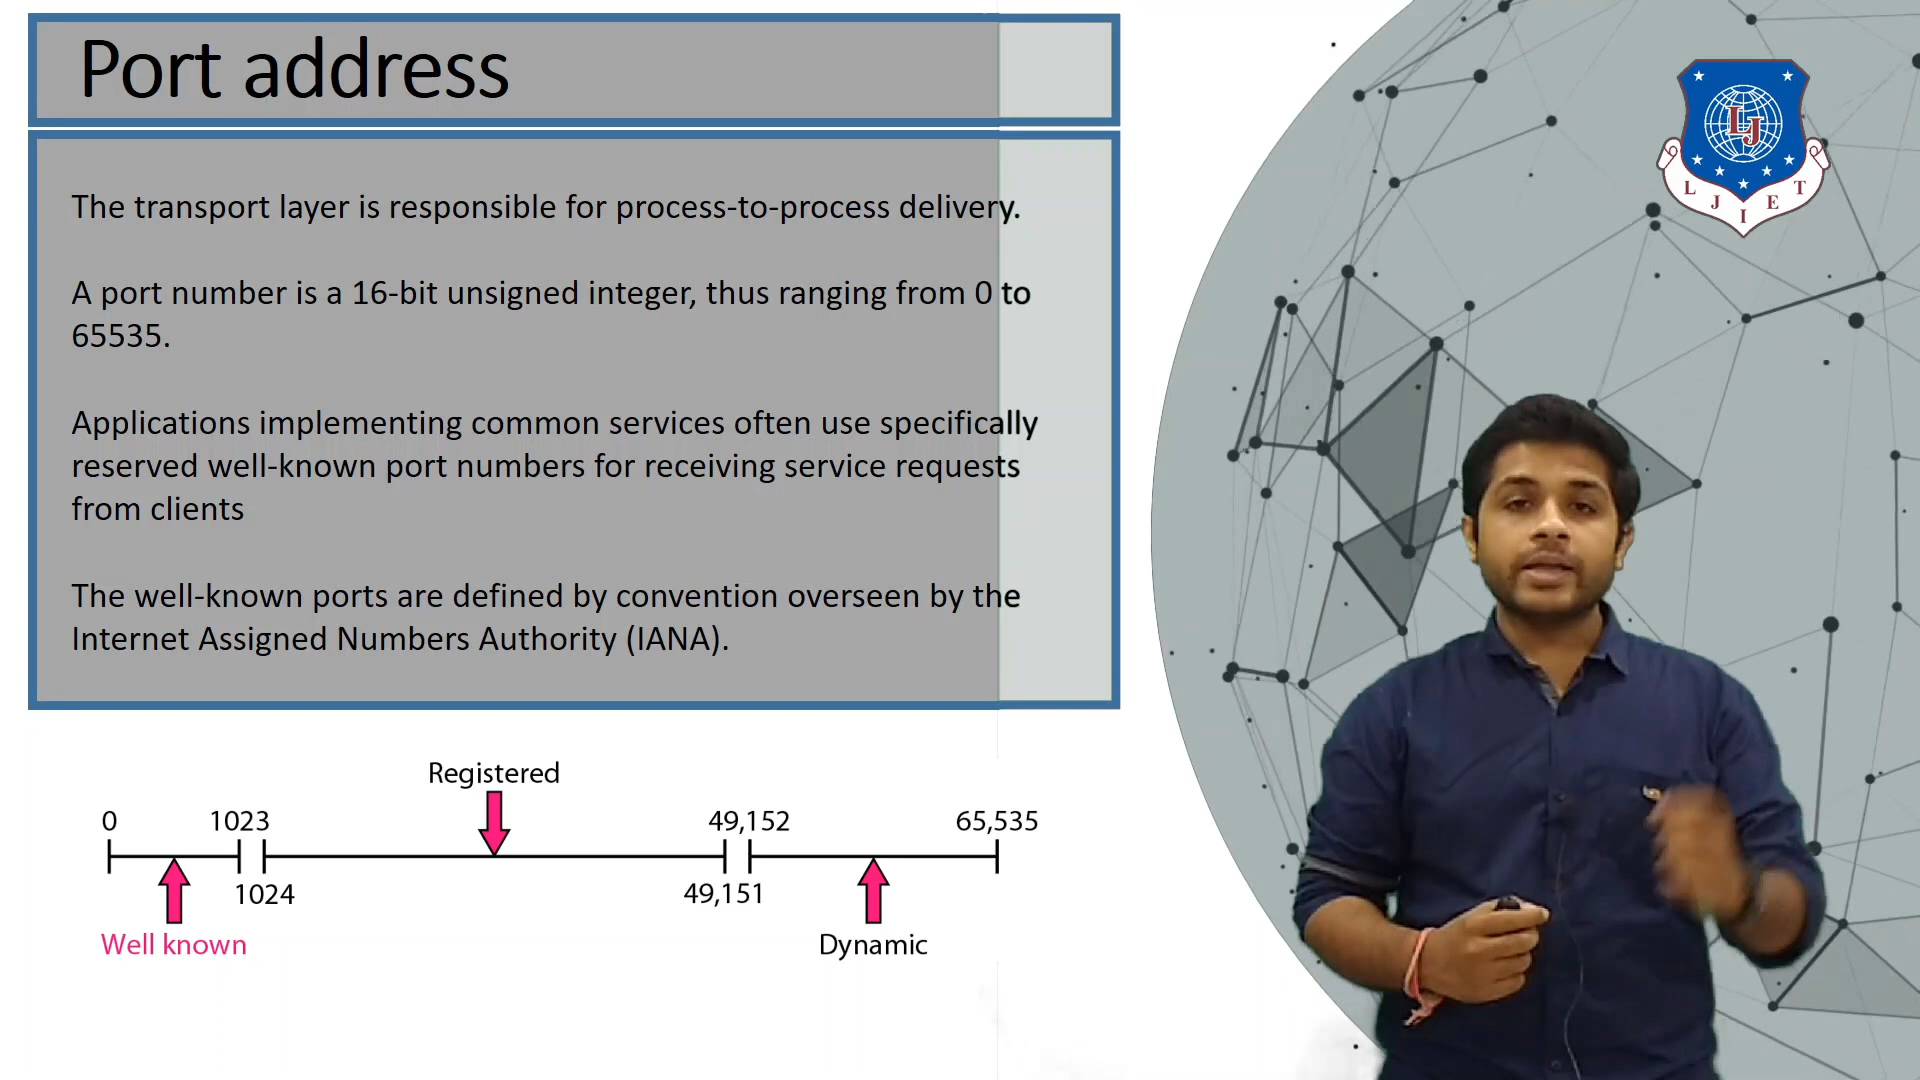 Port address
The transport layer is responsible for process-to-process delivery.
A port number is a 16-bit unsigned integer, thus ranging from 0 to
65535.
Applications implementing common services often use specifically
reserved well-known port numbers for receiving service requests
from clients
The well-known ports are defined by convention overseen by the
Internet Assigned Numbers Authority (IANA).
Registered
0 1023 49,152 65,535
1024 49,151
Well known Dynamic
LJ
L J I E T